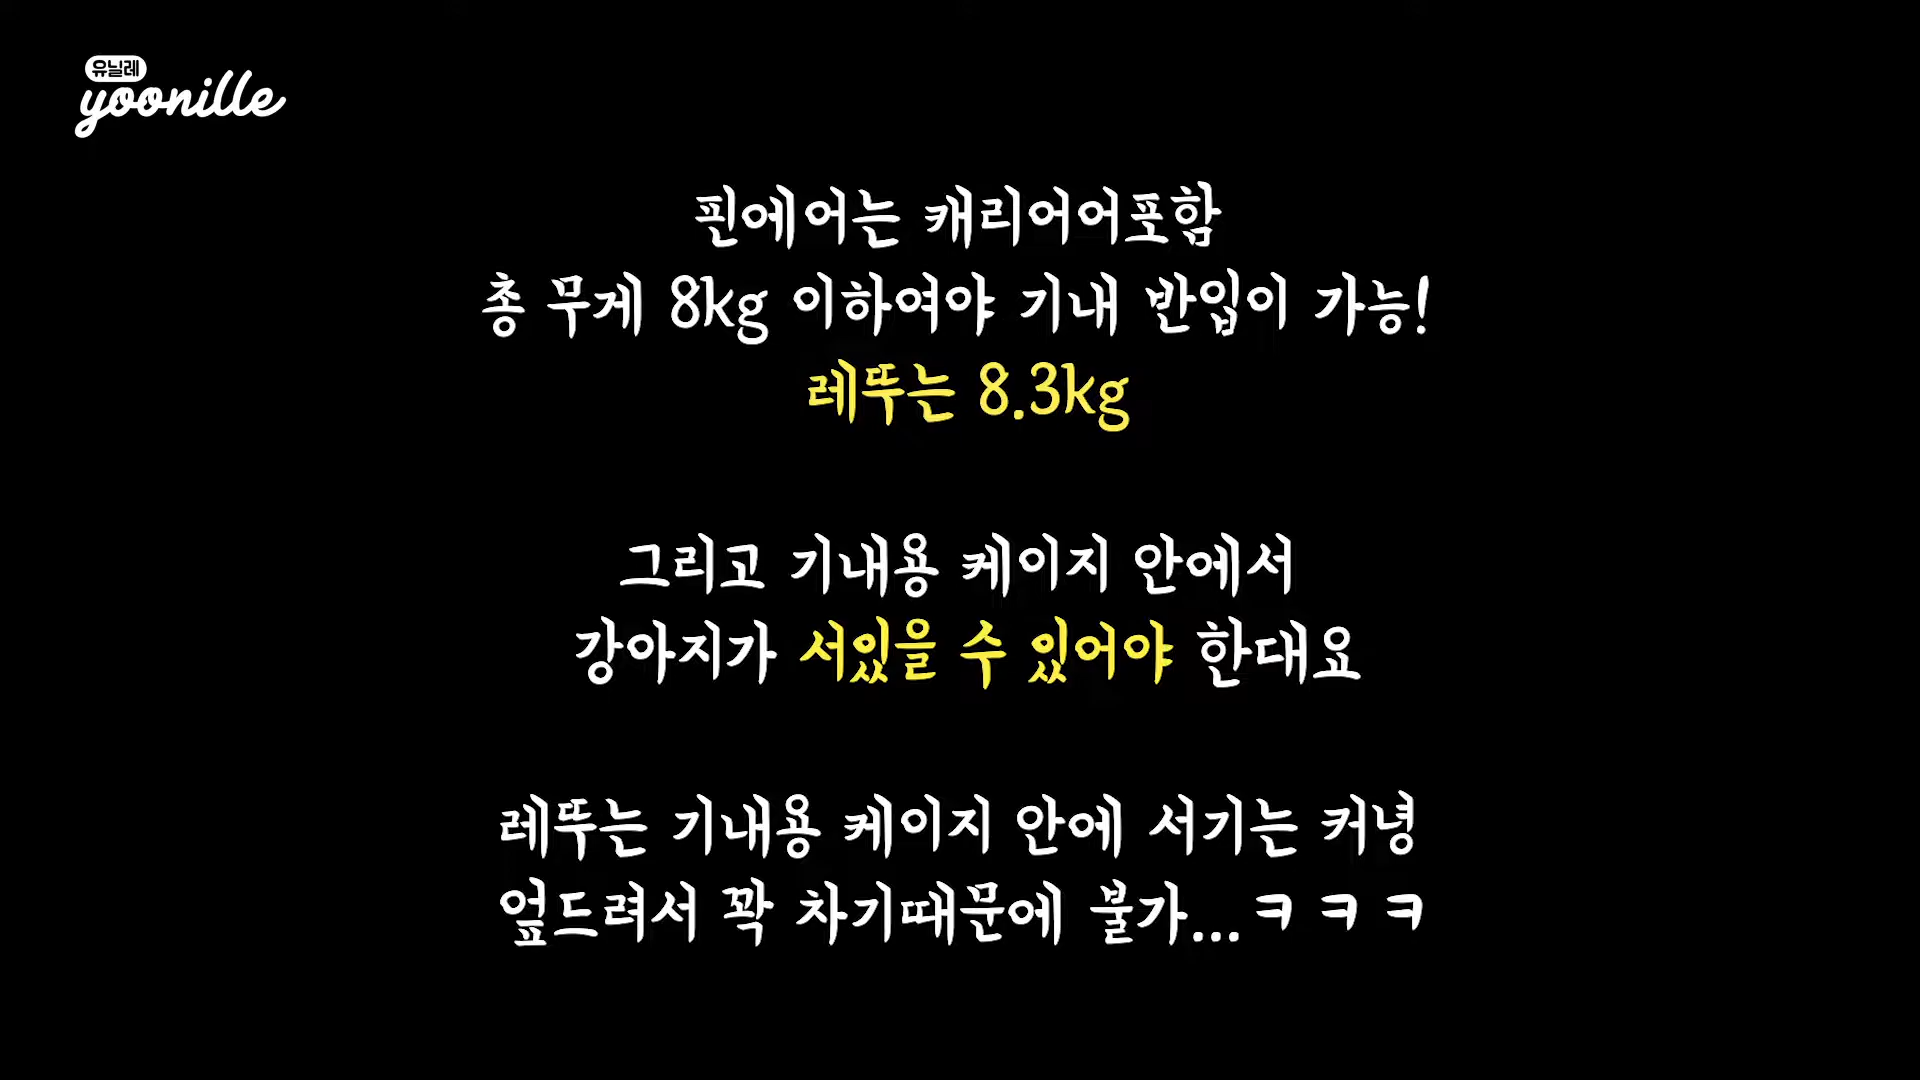 유닐레
yoonille
핀에어는 캐리어어포함
총 무게 8kg 이하여야 기내 반입이 가능!
레뚜는 8.3kg
그리고 기내용 케이지 안에서
강아지가 서있을 수 있어야 한대요
레뚜는 기내용 케이지 안에 서기는 커녕
엎드려서 꽉 차기때문에 불가...ㅋㅋㅋ